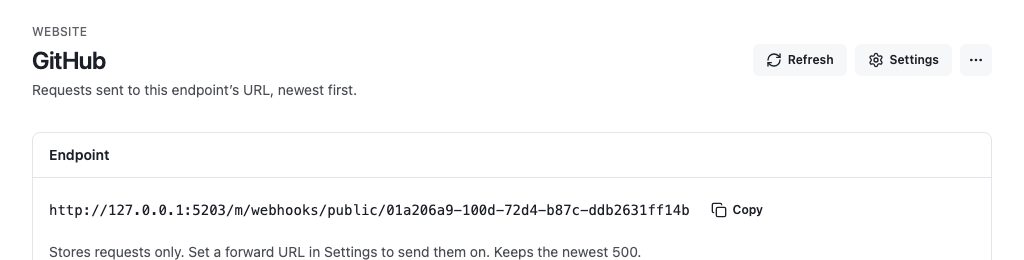 WEBSITE
GitHub
Refresh
Settings
Requests sent to this endpoint’s URL, newest first.
Endpoint
http://127.0.0.1:5203/m/webhooks/public/01a206a9-100d-72d4-b87c-ddb2631ff14b
Copy
Stores requests only. Set a forward URL in Settings to send them on. Keeps the newest 500.